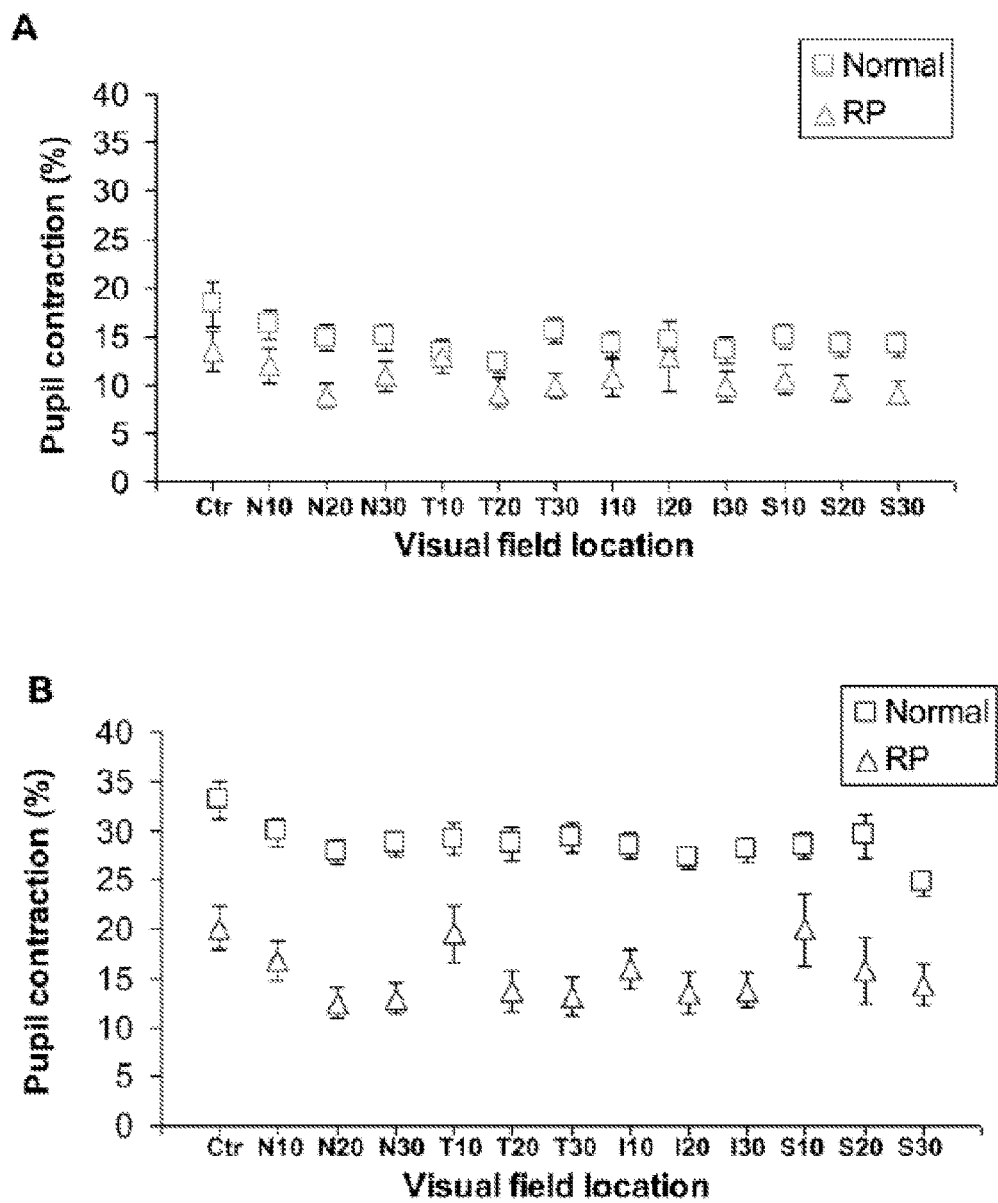 A
Normal
RP
Pupil contraction (%)
40
35
30
25
20
15
10
5
0
Ctr N10 N20 N30 T10 T20 T30 I10 I20 I30 S10 S20 S30
Visual field location
B
Normal
RP
Pupil contraction (%)
40
35
30
25
20
15
10
5
0
Ctr N10 N20 N30 T10 T20 T30 I10 I20 I30 S10 S20 S30
Visual field location